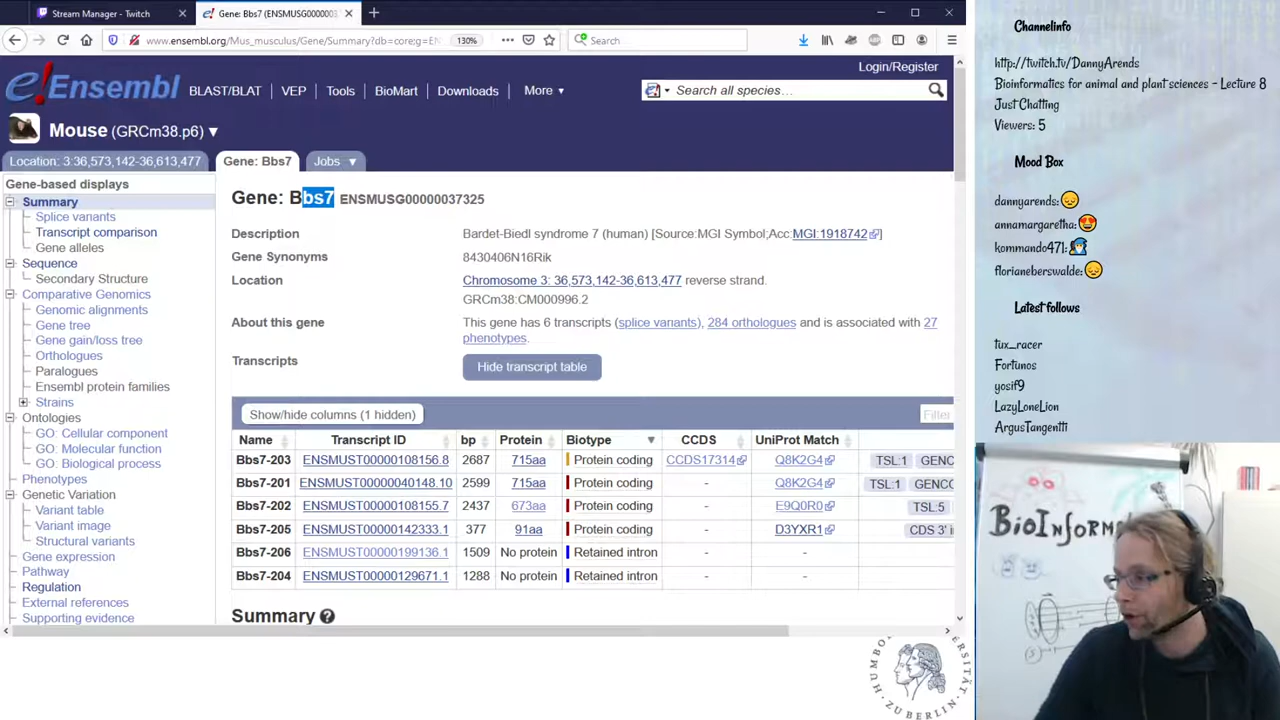 Stream Manager - Twitch
Gene: Bbs7 (ENSMUSG0000003
www.ensembl.org/Mus_musculus/Gene/Summary?db=core;g=EN
130%
Search
Login/Register
e!Ensembl
BLAST/BLAT
VEP
Tools
BioMart
Downloads
More
Search all species…
Mouse (GRCm38.p6)
Location: 3:36,573,142-36,613,477
Gene: Bbs7
Jobs
Gene-based displays
Summary
Splice variants
Transcript comparison
Gene alleles
Sequence
Secondary Structure
Comparative Genomics
Genomic alignments
Gene tree
Gene gain/loss tree
Orthologues
Paralogues
Ensembl protein families
Strains
Ontologies
GO: Cellular component
GO: Molecular function
GO: Biological process
Phenotypes
Genetic Variation
Variant table
Variant image
Structural variants
Gene expression
Pathway
Regulation
External references
Supporting evidence
Gene: Bbs7 ENSMUSG00000037325
Description
Bardet-Biedl syndrome 7 (human) [Source:MGI Symbol;Acc:MGI:1918742]
Gene Synonyms
8430406N16Rik
Location
Chromosome 3: 36,573,142-36,613,477 reverse strand.
GRCm38:CM000996.2
About this gene
This gene has 6 transcripts (splice variants), 284 orthologues and is associated with 27
phenotypes.
Transcripts
Hide transcript table
Show/hide columns (1 hidden)
Filter
Name Transcript ID bp Protein Biotype CCDS UniProt Match
Bbs7-203 ENSMUST00000108156.8 2687 715aa Protein coding CCDS17314 Q8K2G4 TSL:1 GENC
Bbs7-201 ENSMUST00000040148.10 2599 715aa Protein coding - Q8K2G4 TSL:1 GENCO
Bbs7-202 ENSMUST00000108155.7 2437 673aa Protein coding - E9Q0R0 TSL:5
Bbs7-205 ENSMUST00000142333.1 377 91aa Protein coding - D3YXR1 CDS 3' i
Bbs7-206 ENSMUST00000199136.1 1509 No protein Retained intron - -
Bbs7-204 ENSMUST00000129671.1 1288 No protein Retained intron - -
Summary
Channelinfo
http://twitch.tv/DannyArends
Bioinformatics for animal and plant sciences - Lecture 8
Just Chatting
Viewers: 5
Mood Box
dannyarends:
annamargaretha:
kommando471:
florianeberswalde:
Latest follows
tux_racer
Fortunos
yosif9
LazyLoneLion
ArgusTangentti
BioInform